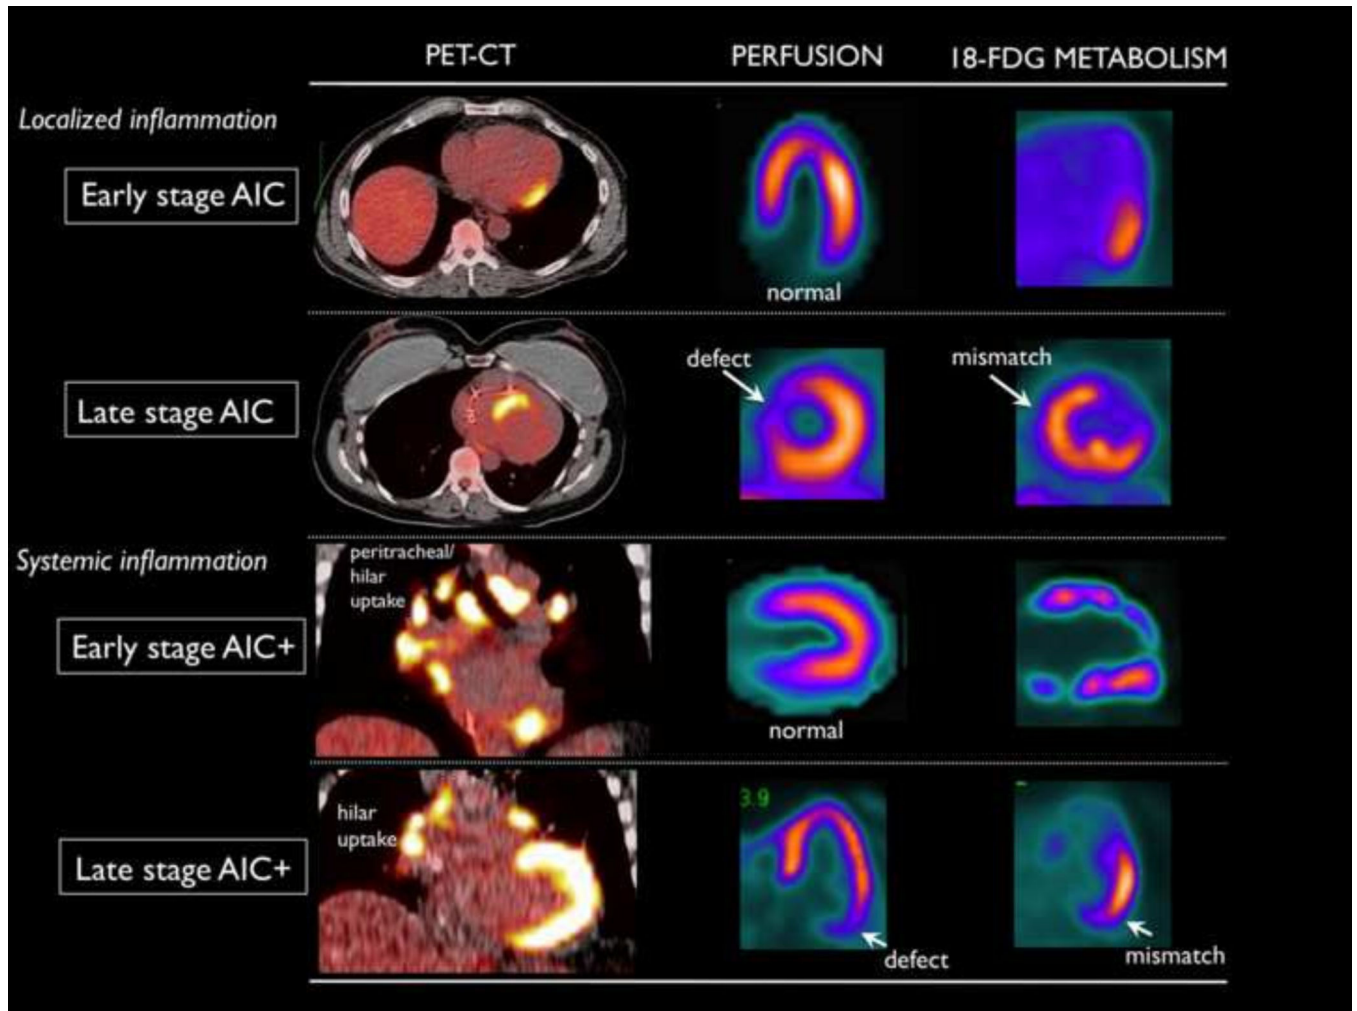 PET-CT PERFUSION 18-FDG METABOLISM
Localized inflammation
Early stage AIC
normal
defect mismatch
Late stage AIC
Systemic inflammation
peritracheal/
hilar
uptake
Early stage AIC+
normal
3.9
hilar
uptake
Late stage AIC+
defect
mismatch